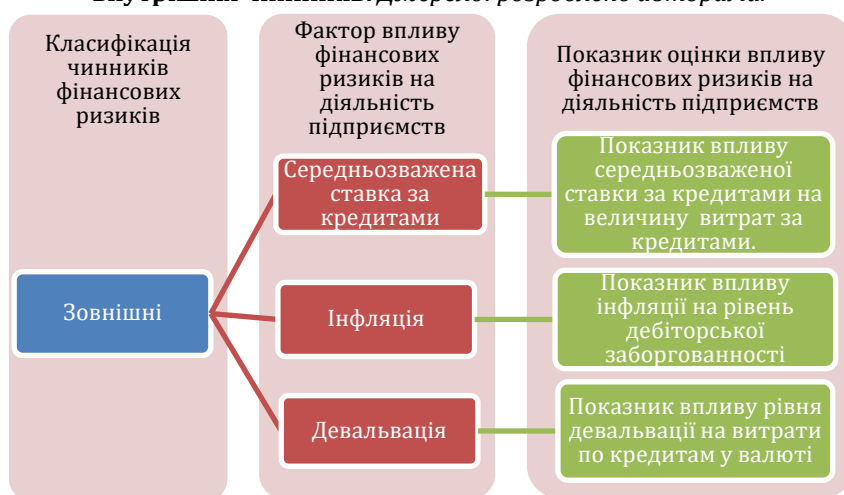 Класифікація
чинників
фінансових
ризиків
Фактор впливу
фінансових
ризиків на
діяльність
підприємств
Показник оцінки впливу
фінансових ризиків на
діяльність підприємств
Зовнішні
Середньозважена
ставка за
кредитами
Показник впливу
середньозваженої
ставки за кредитами на
величину витрат за
кредитами.
Інфляція
Показник впливу
інфляції на рівень
дебіторської
заборгованності
Девальвація
Показник впливу рівня
девальвації на витрати
по кредитам у валюті